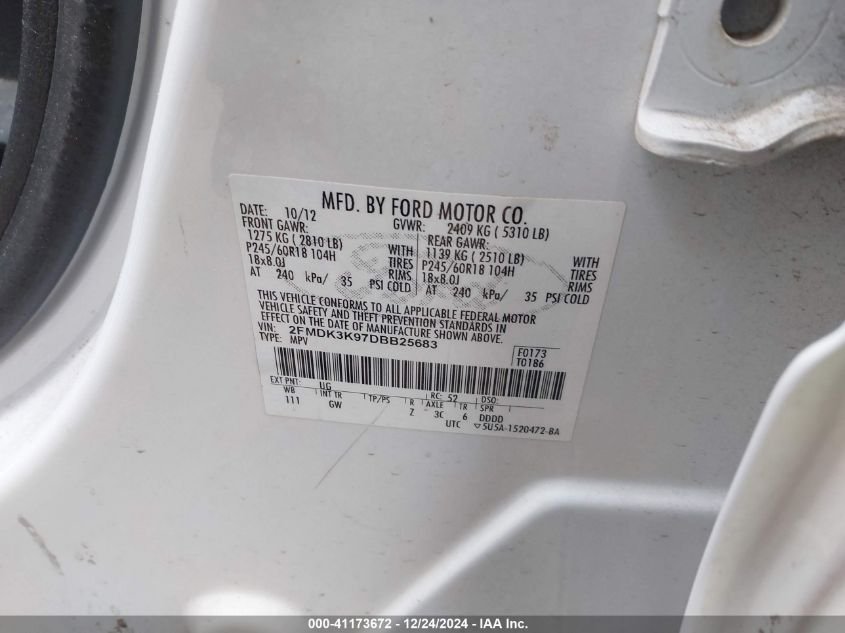 MFD. BY FORD MOTOR CO.
DATE: 10/12 GVWR: 2409 KG ( 5310 LB)
FRONT GAWR: REAR GAWR:
1275 KG ( 2810 LB) WITH 1139 KG ( 2510 LB) WITH
P245/60R18 104H TIRES P245/60R18 104H TIRES
18x8.0J RIMS 18x8.0J RIMS
AT 240 kPa/ 35 PSI COLD AT 240 kPa/ 35 PSI COLD
THIS VEHICLE CONFORMS TO ALL APPLICABLE FEDERAL MOTOR
VEHICLE SAFETY AND THEFT PREVENTION STANDARDS IN
EFFECT ON THE DATE OF MANUFACTURE SHOWN ABOVE.
VIN: 2FMDK3K97DBB25683
TYPE: MPV
F0173
T0186
EXT PNT: UG RC: 52 DSO:
WB INT TR TP/PS R AXLE TR SPR
111 GW Z 3C 6 DDDD
UTC ▽5U5A-1520472-BA
000-41173672 - 12/24/2024 - IAA Inc.